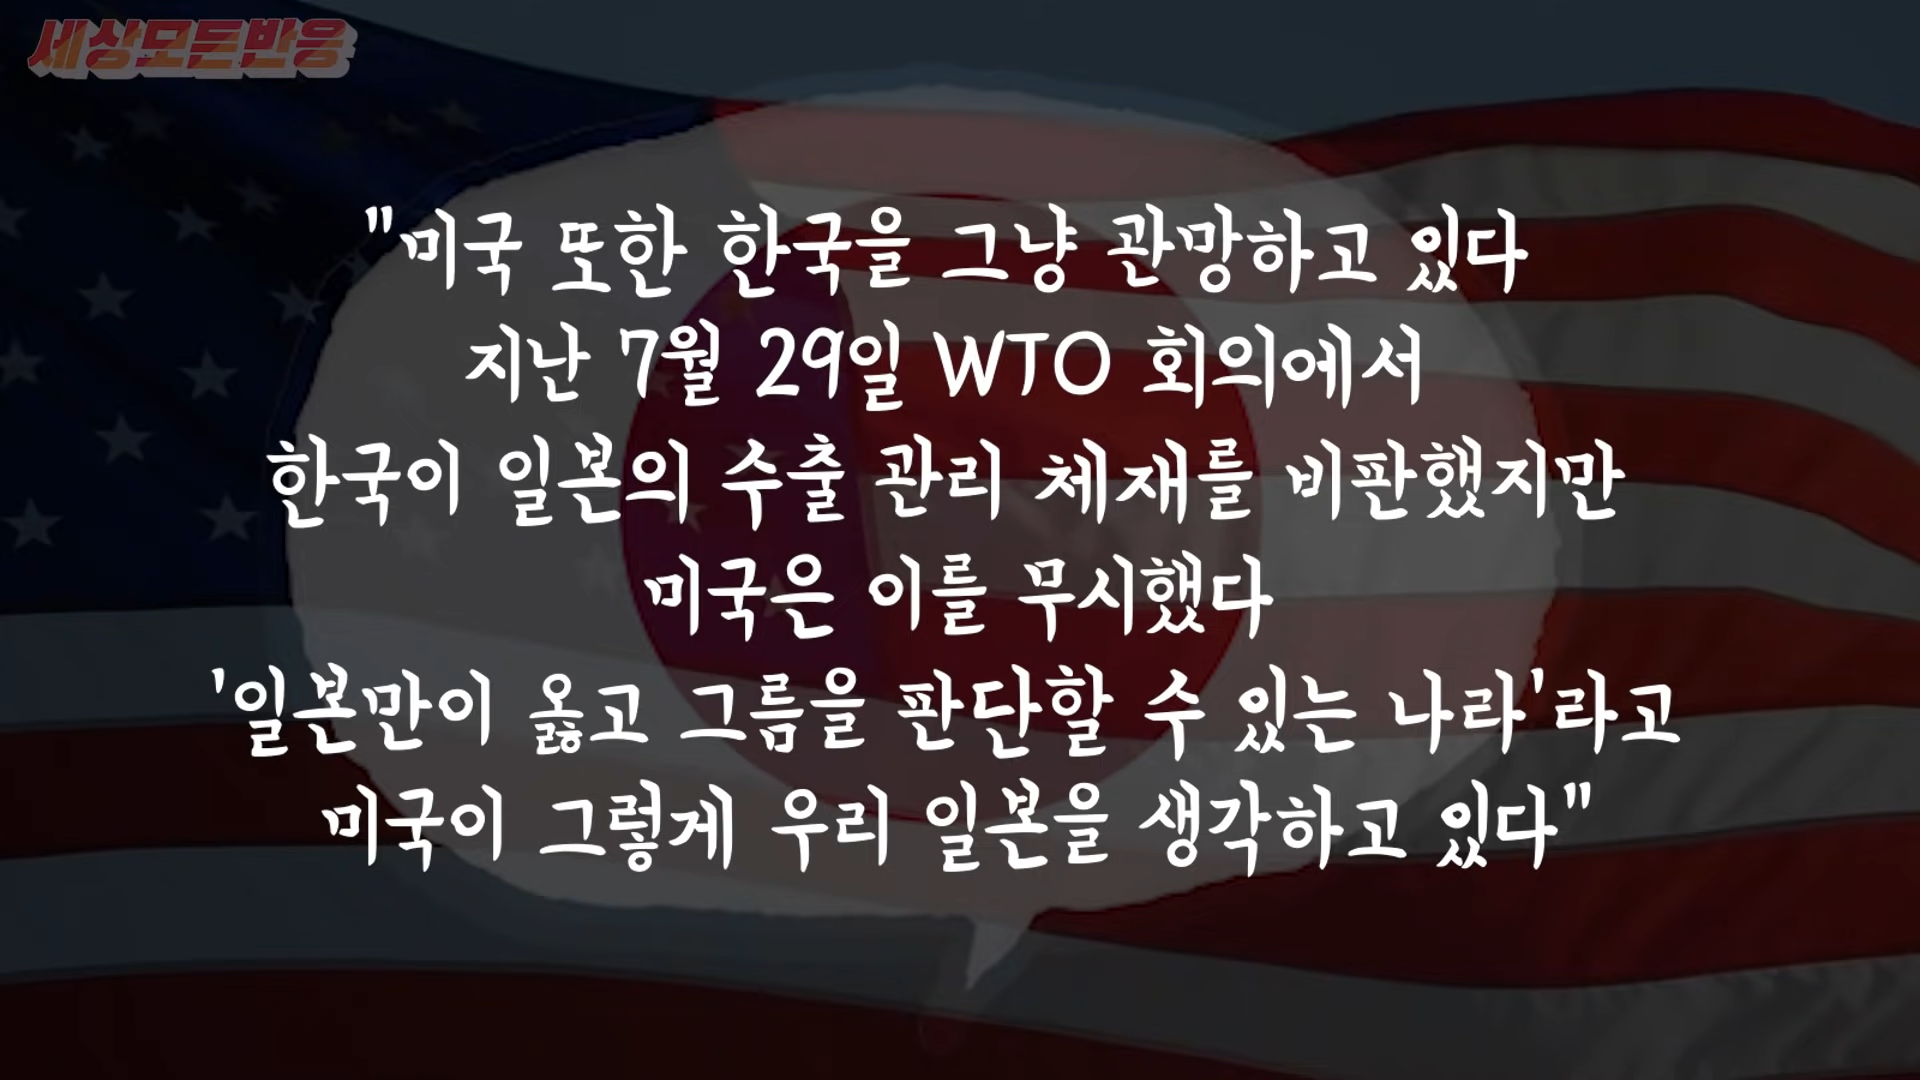 세상모든반응
"미국 또한 한국을 그냥 관망하고 있다
지난 7월 29일 WTO 회의에서
한국이 일본의 수출 관리 체재를 비판했지만
미국은 이를 무시했다
'일본만이 옳고 그름을 판단할 수 있는 나라'라고
미국이 그렇게 우리 일본을 생각하고 있다"